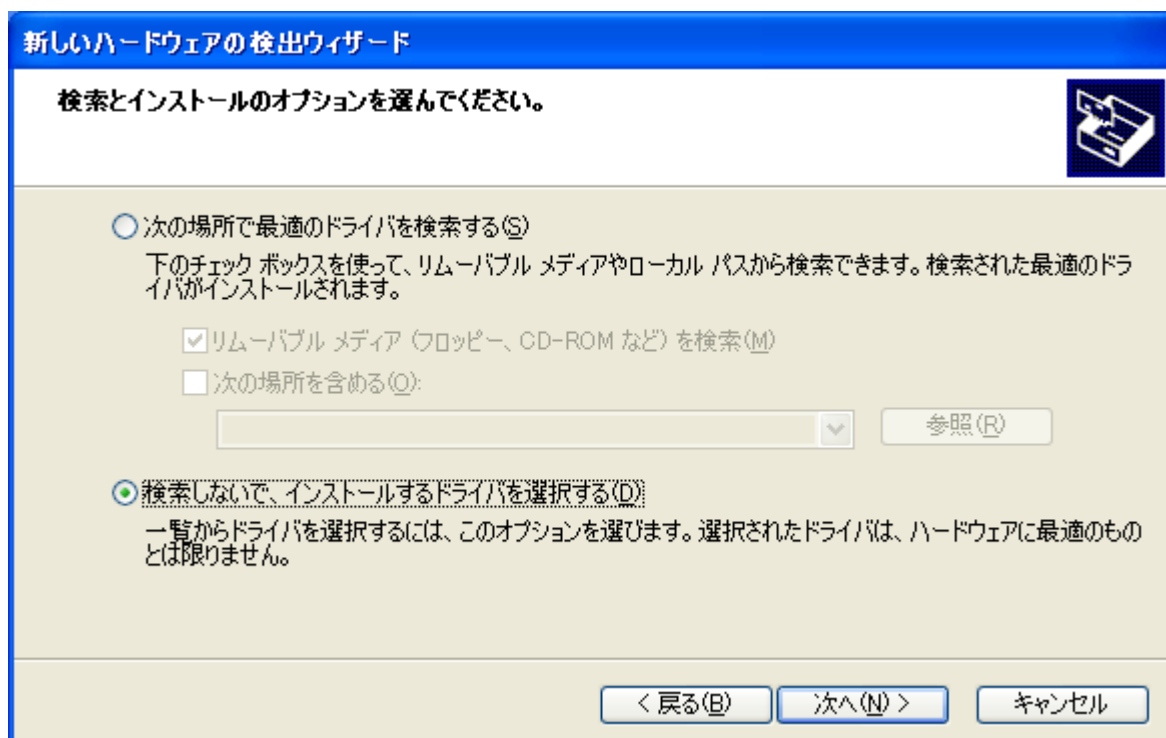 新しいハードウェアの検出ウィザード
検索とインストールのオプションを選んでください。
次の場所で最適のドライバを検索する(S)
下のチェック ボックスを使って、リムーバブル メディアやローカル パスから検索できます。検索された最適のドラ
イバがインストールされます。
リムーバブル メディア (フロッピー、CD-ROM など) を検索(M)
次の場所を含める(O):
参照(R)
検索しないで、インストールするドライバを選択する(D)
一覧からドライバを選択するには、このオプションを選びます。選択されたドライバは、ハードウェアに最適のもの
とは限りません。
< 戻る(B) 次へ(N) > キャンセル